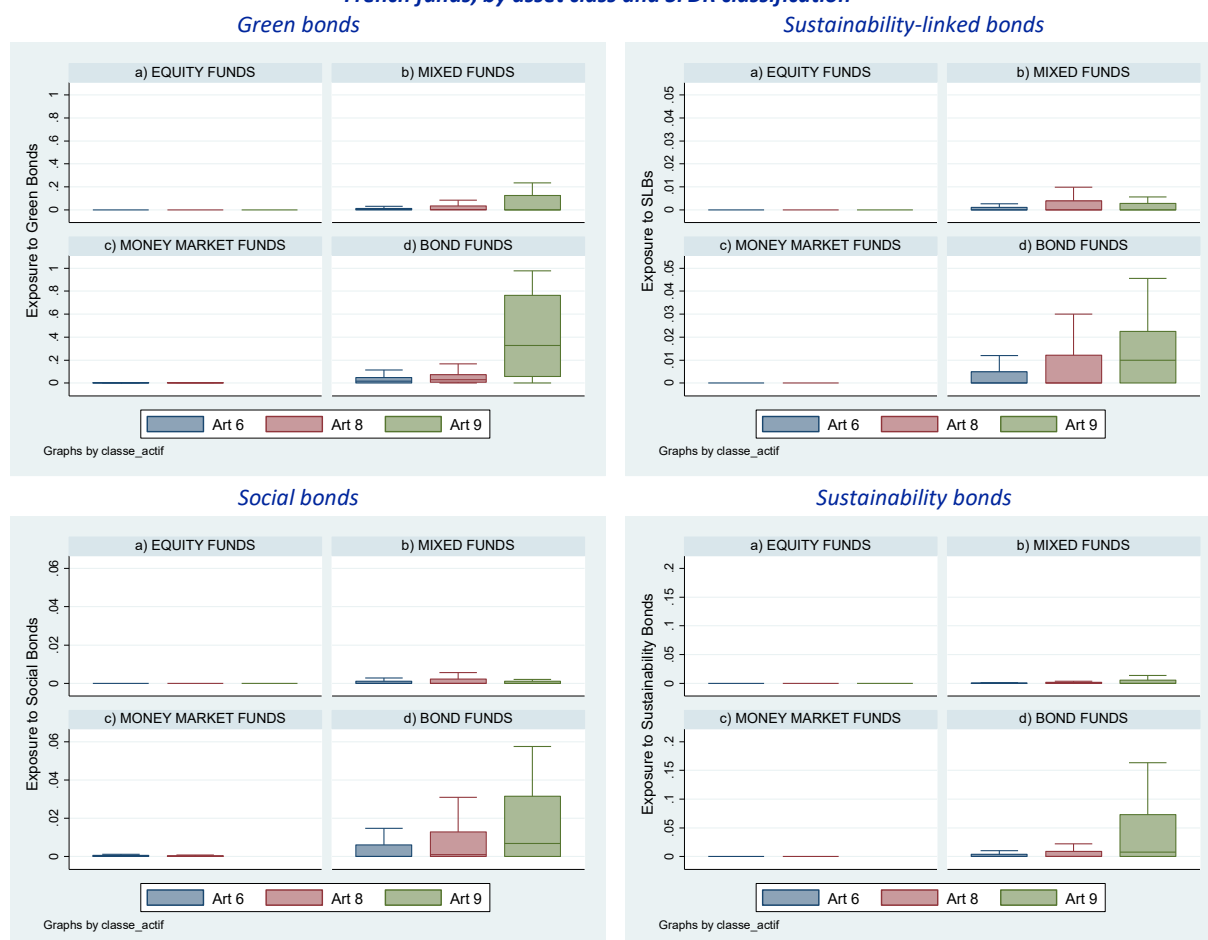 French funds, by asset class and SFDR classification
Green bonds
a) EQUITY FUNDS
b) MIXED FUNDS
1
.8
.6
.4
.2
0
c) MONEY MARKET FUNDS
d) BOND FUNDS
1
.8
.6
.4
.2
0
Exposure to Green Bonds
Art 6 Art 8 Art 9
Graphs by classe_actif
Sustainability-linked bonds
a) EQUITY FUNDS
b) MIXED FUNDS
.05
.04
.03
.02
.01
0
c) MONEY MARKET FUNDS
d) BOND FUNDS
.05
.04
.03
.02
.01
0
Exposure to SLBs
Art 6 Art 8 Art 9
Graphs by classe_actif
Social bonds
a) EQUITY FUNDS
b) MIXED FUNDS
.06
.04
.02
0
c) MONEY MARKET FUNDS
d) BOND FUNDS
.06
.04
.02
0
Exposure to Social Bonds
Art 6 Art 8 Art 9
Graphs by classe_actif
Sustainability bonds
a) EQUITY FUNDS
b) MIXED FUNDS
.2
.15
.1
.05
0
c) MONEY MARKET FUNDS
d) BOND FUNDS
.2
.15
.1
.05
0
Exposure to Sustainability Bonds
Art 6 Art 8 Art 9
Graphs by classe_actif